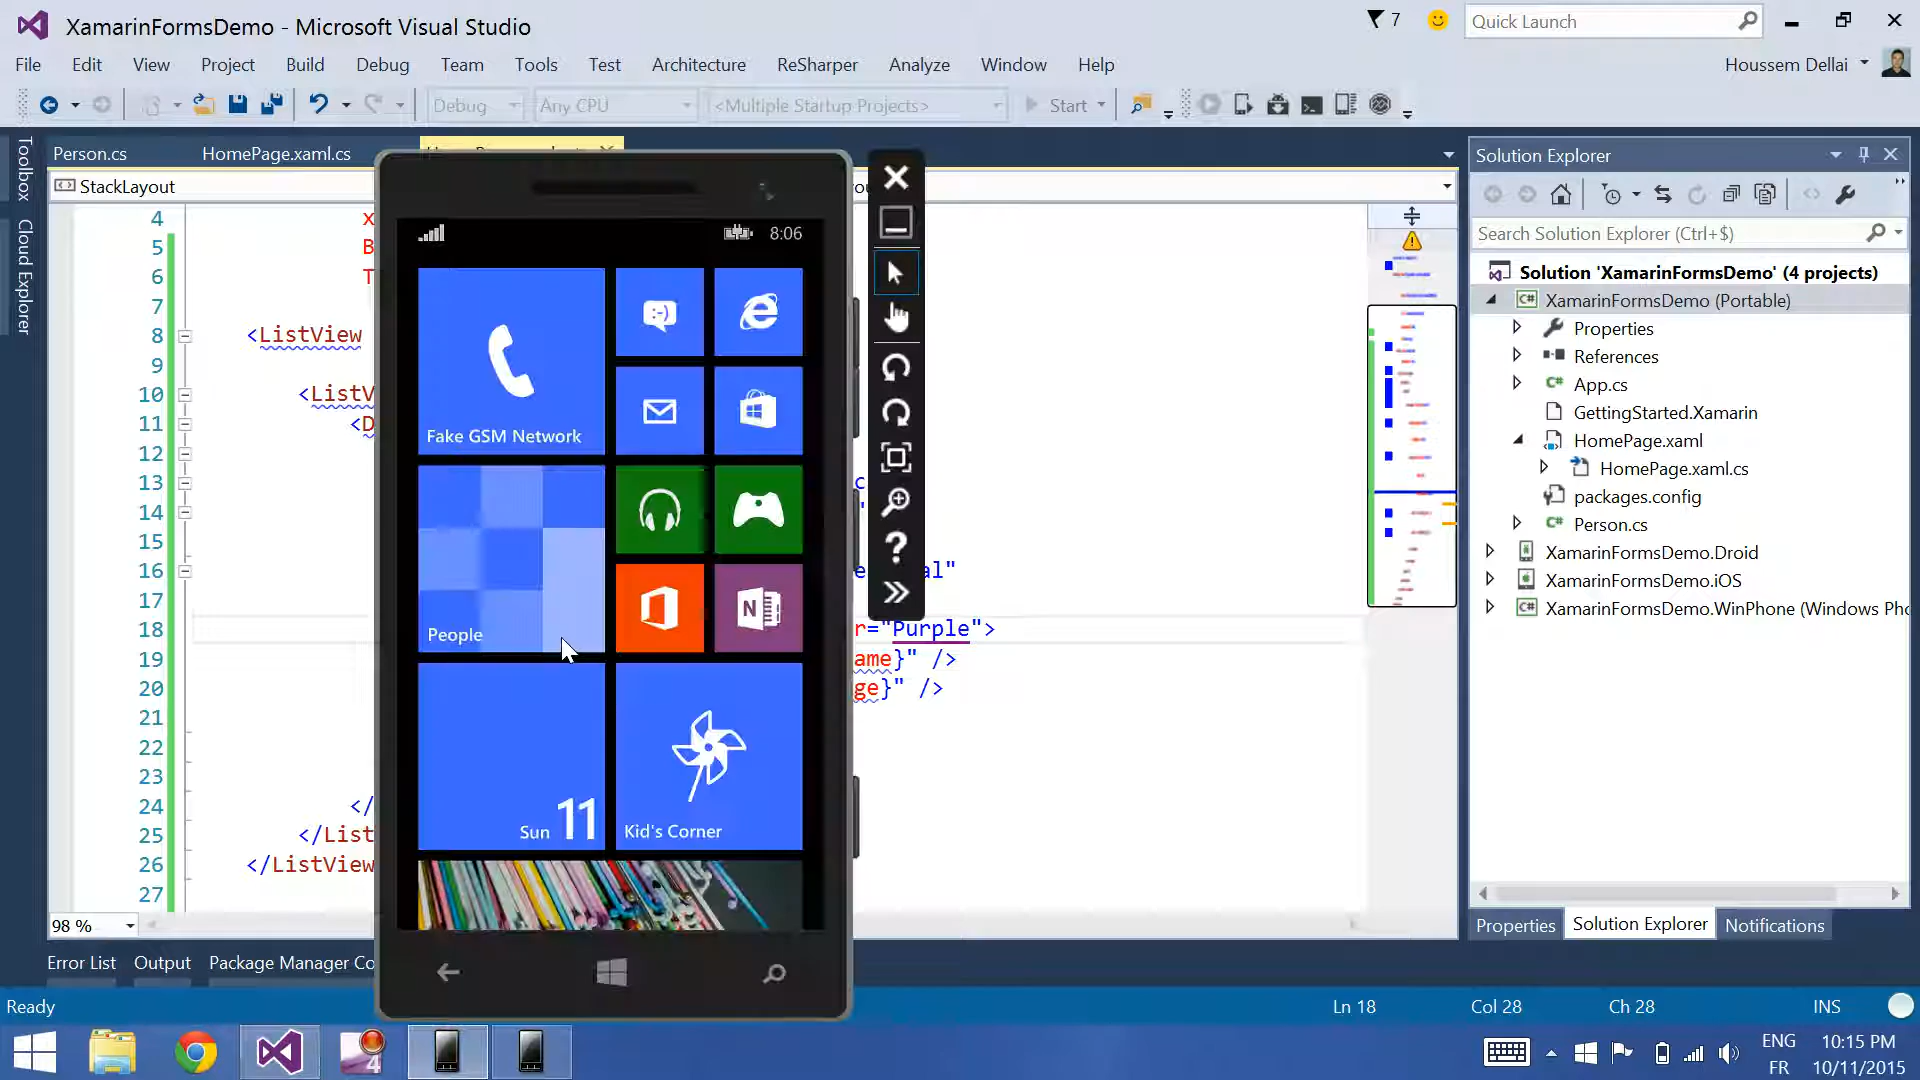 XamarinFormsDemo - Microsoft Visual Studio
7
Quick Launch
File Edit View Project Build Debug Team Tools Test Architecture ReSharper Analyze Window Help
Houssem Dellai
Debug Any CPU <Multiple Startup Projects> Start
Toolbox
Cloud Explorer
Person.cs HomePage.xaml.cs
StackLayout
4 x
5 B
6 T
7
8 <ListView
9
10 <ListV
11 <D
12
13 c
14 '
15
16 e al"
17
18 r="Purple">
19 ame}" />
20 ge}" />
21
22
23
24 </
25 </List
26 </ListView
27
98 %
8:06
Fake GSM Network
People
Sun 11
Kid's Corner
Solution Explorer
Search Solution Explorer (Ctrl+$)
Solution 'XamarinFormsDemo' (4 projects)
XamarinFormsDemo (Portable)
Properties
References
App.cs
GettingStarted.Xamarin
HomePage.xaml
HomePage.xaml.cs
packages.config
Person.cs
XamarinFormsDemo.Droid
XamarinFormsDemo.iOS
XamarinFormsDemo.WinPhone (Windows Pho
Properties Solution Explorer Notifications
Error List Output Package Manager Co
Ready Ln 18 Col 28 Ch 28 INS
ENG
FR
10:15 PM
10/11/2015